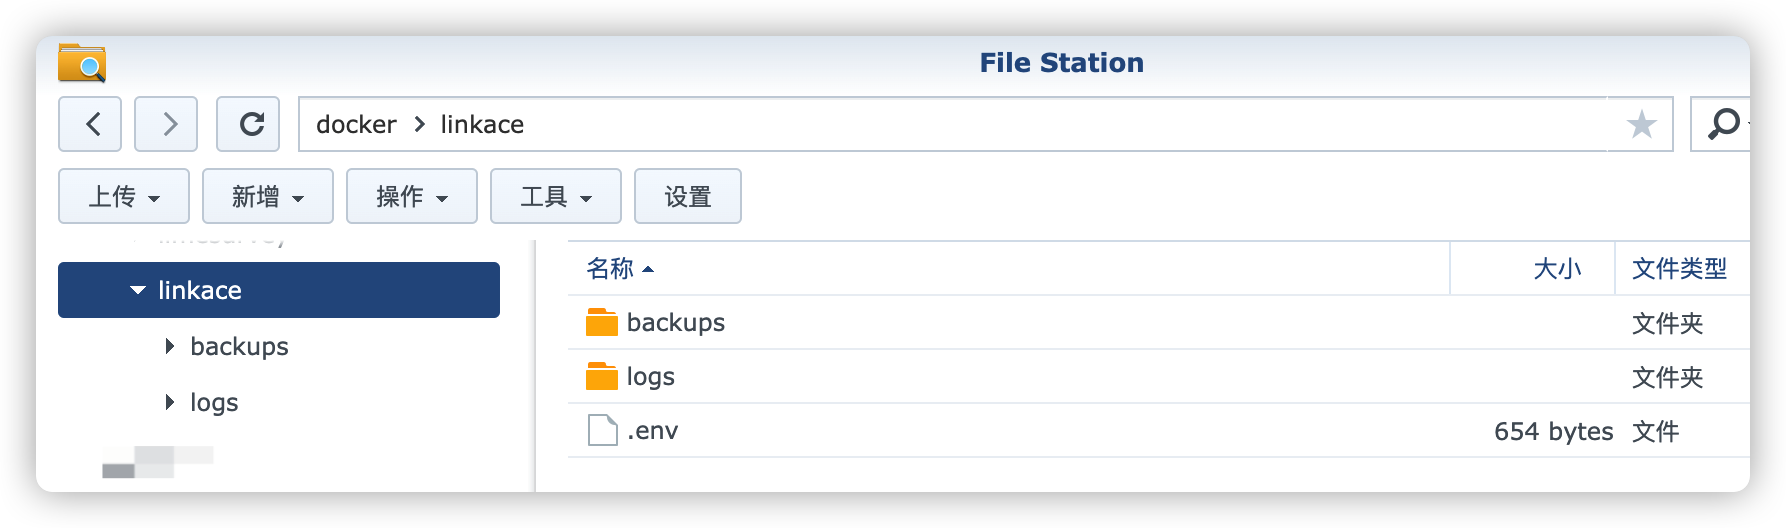 File Station
docker > linkace
上传 新增 操作 工具 设置
linkace
backups
logs
名称 大小 文件类型
backups 文件夹
logs 文件夹
.env 654 bytes 文件